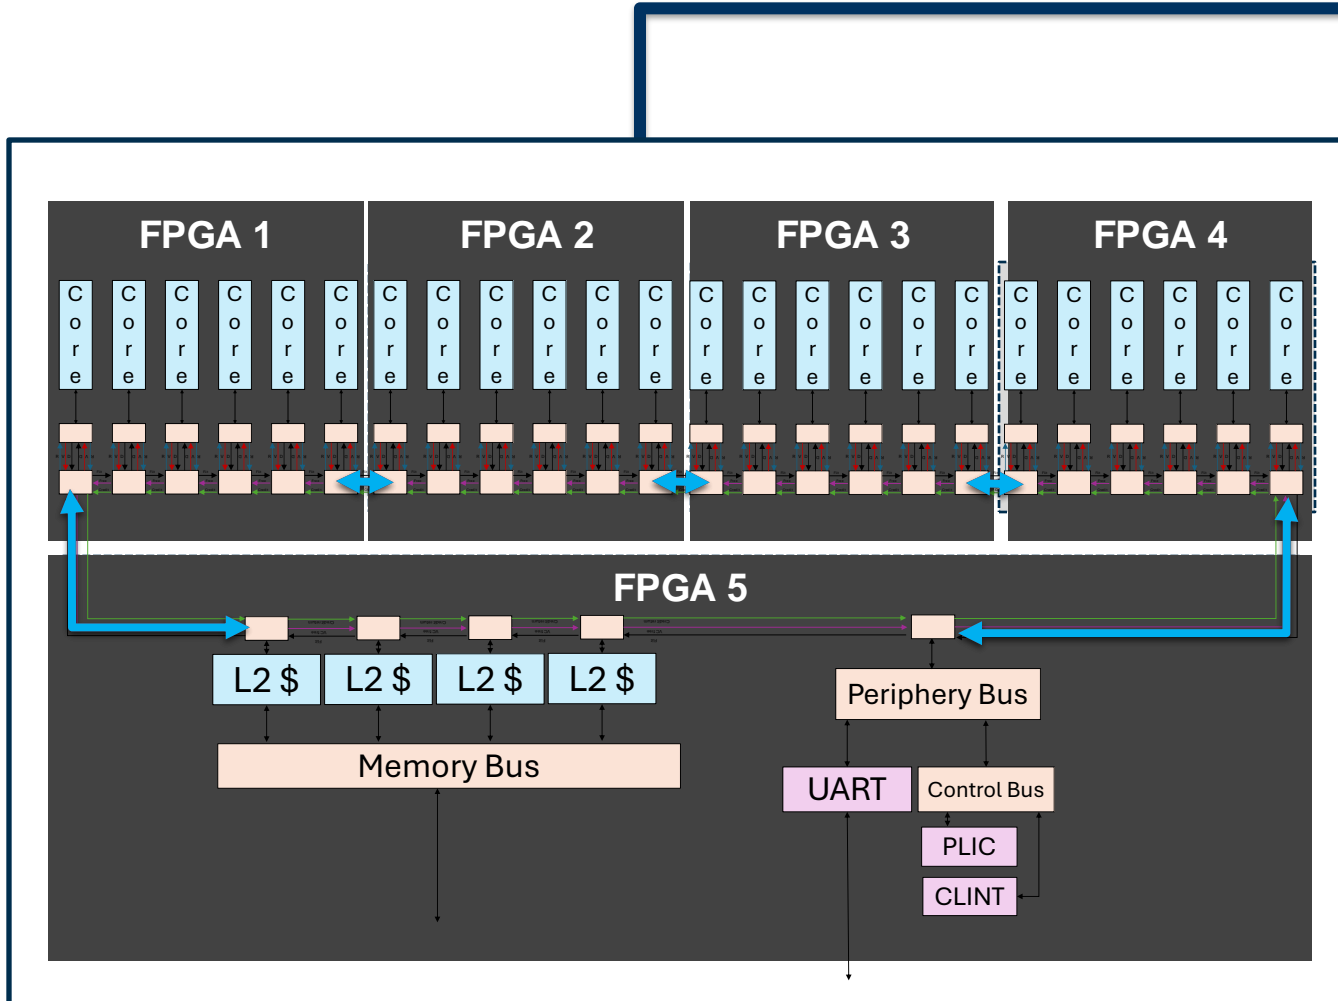 FPGA 1
FPGA 2
FPGA 3
FPGA 4
Core Core Core Core Core Core
Core Core Core Core Core Core
Core Core Core Core Core Core
Core Core Core Core Core Core
FPGA 5
L2 $
L2 $
L2 $
L2 $
Memory Bus
Periphery Bus
UART
Control Bus
PLIC
CLINT